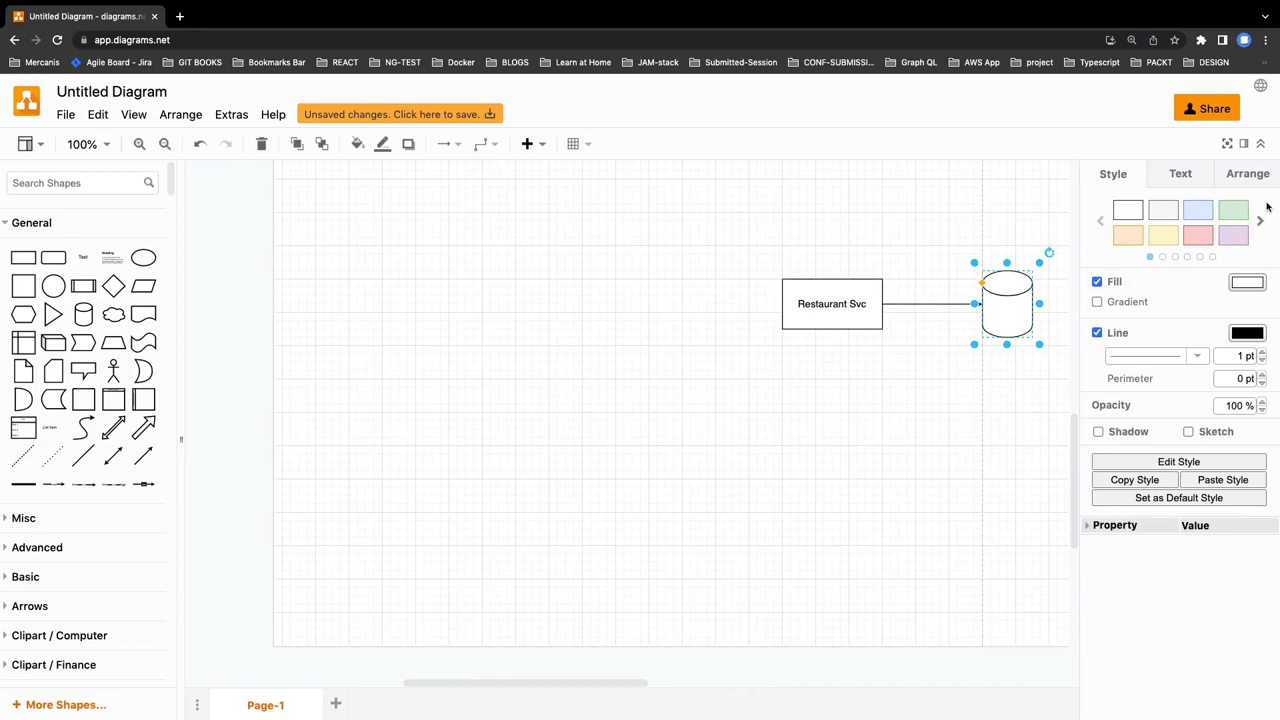 Untitled Diagram - diagrams.n
app.diagrams.net
Mercanis
Agile Board - Jira
GIT BOOKS
Bookmarks Bar
REACT
NG-TEST
Docker
BLOGS
Learn at Home
JAM-stack
Submitted-Session
CONF-SUBMISSI...
Graph QL
AWS App
project
Typescript
PACKT
DESIGN
Untitled Diagram
File Edit View Arrange Extras Help
Unsaved changes. Click here to save.
Share
100%
Search Shapes
General
Text
Heading
List Item
Misc
Advanced
Basic
Arrows
Clipart / Computer
Clipart / Finance
+ More Shapes...
Restaurant Svc
Style Text Arrange
Fill
Gradient
Line
1 pt
Perimeter 0 pt
Opacity 100 %
Shadow Sketch
Edit Style
Copy Style Paste Style
Set as Default Style
Property Value
Page-1